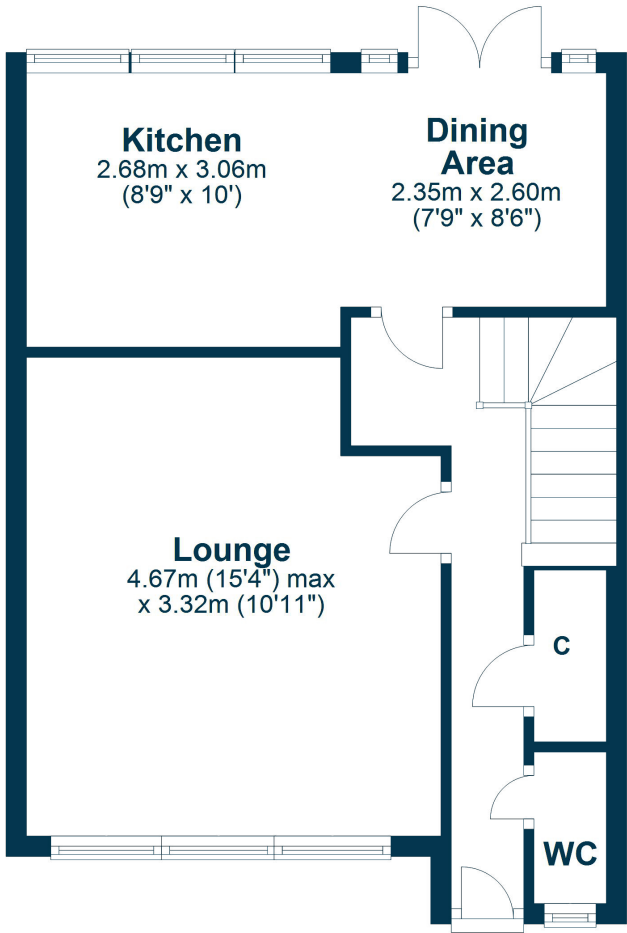 Kitchen
2.68m x 3.06m
(8'9" x 10')
Dining
Area
2.35m x 2.60m
(7'9" x 8'6")
Lounge
4.67m (15'4") max
x 3.32m (10'11")
C
WC